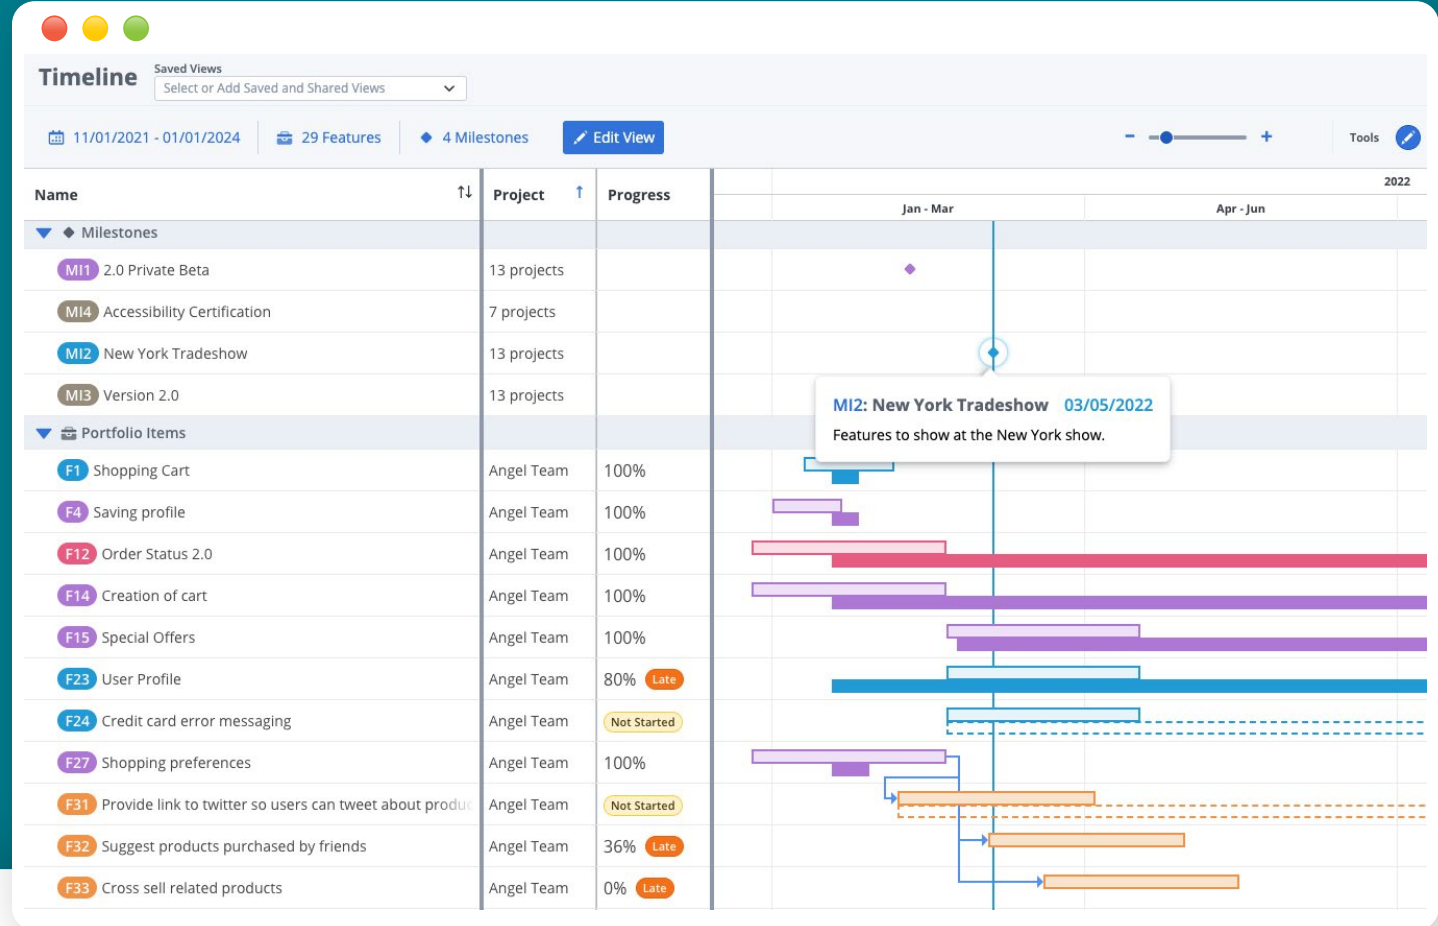 Timeline
Saved Views
Select or Add Saved and Shared Views
11/01/2021 - 01/01/2024
29 Features
4 Milestones
Edit View
Tools
Name
Project
Progress
2022
Jan - Mar
Apr - Jun
Milestones
MI1 2.0 Private Beta 13 projects
MI4 Accessibility Certification 7 projects
MI2 New York Tradeshow 13 projects
MI3 Version 2.0 13 projects
MI2: New York Tradeshow 03/05/2022
Features to show at the New York show.
Portfolio Items
F1 Shopping Cart Angel Team 100%
F4 Saving profile Angel Team 100%
F12 Order Status 2.0 Angel Team 100%
F14 Creation of cart Angel Team 100%
F15 Special Offers Angel Team 100%
F23 User Profile Angel Team 80% Late
F24 Credit card error messaging Angel Team Not Started
F27 Shopping preferences Angel Team 100%
F31 Provide link to twitter so users can tweet about produc Angel Team Not Started
F32 Suggest products purchased by friends Angel Team 36% Late
F33 Cross sell related products Angel Team 0% Late